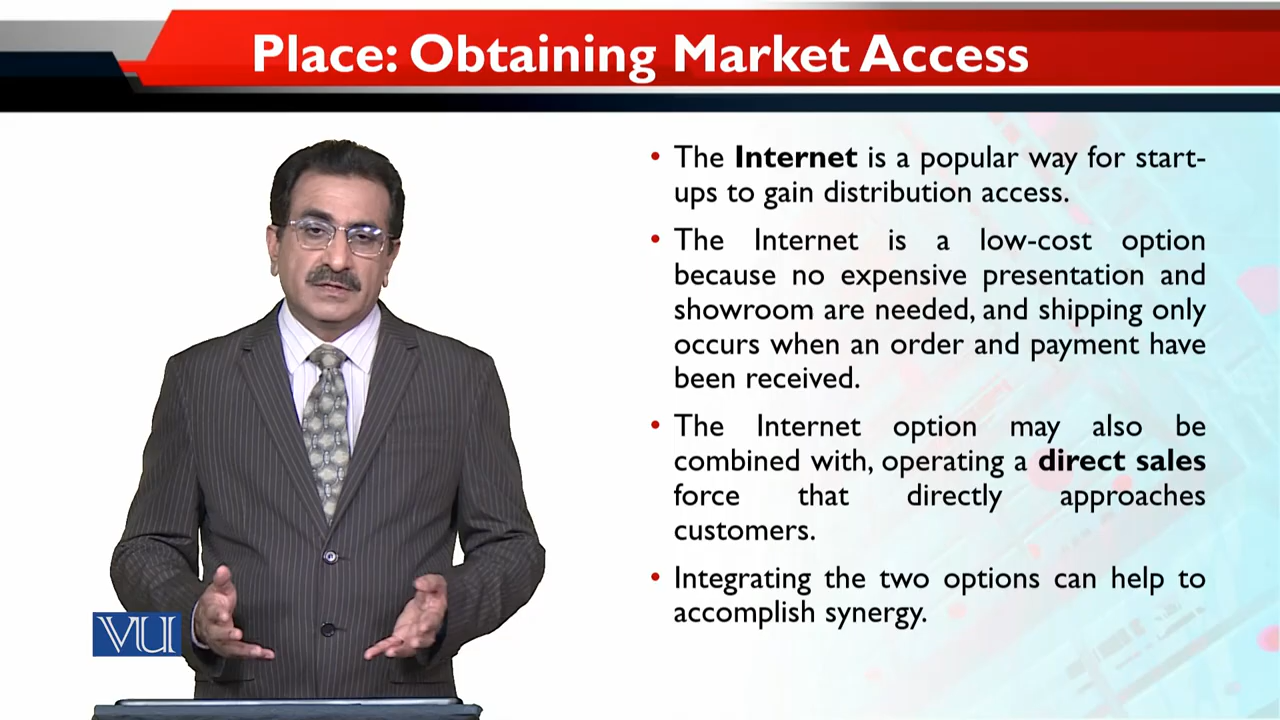 Place: Obtaining Market Access
• The Internet is a popular way for start-
ups to gain distribution access.
• The Internet is a low-cost option
because no expensive presentation and
showroom are needed, and shipping only
occurs when an order and payment have
been received.
• The Internet option may also be
combined with, operating a direct sales
force that directly approaches
customers.
• Integrating the two options can help to
accomplish synergy.
VU